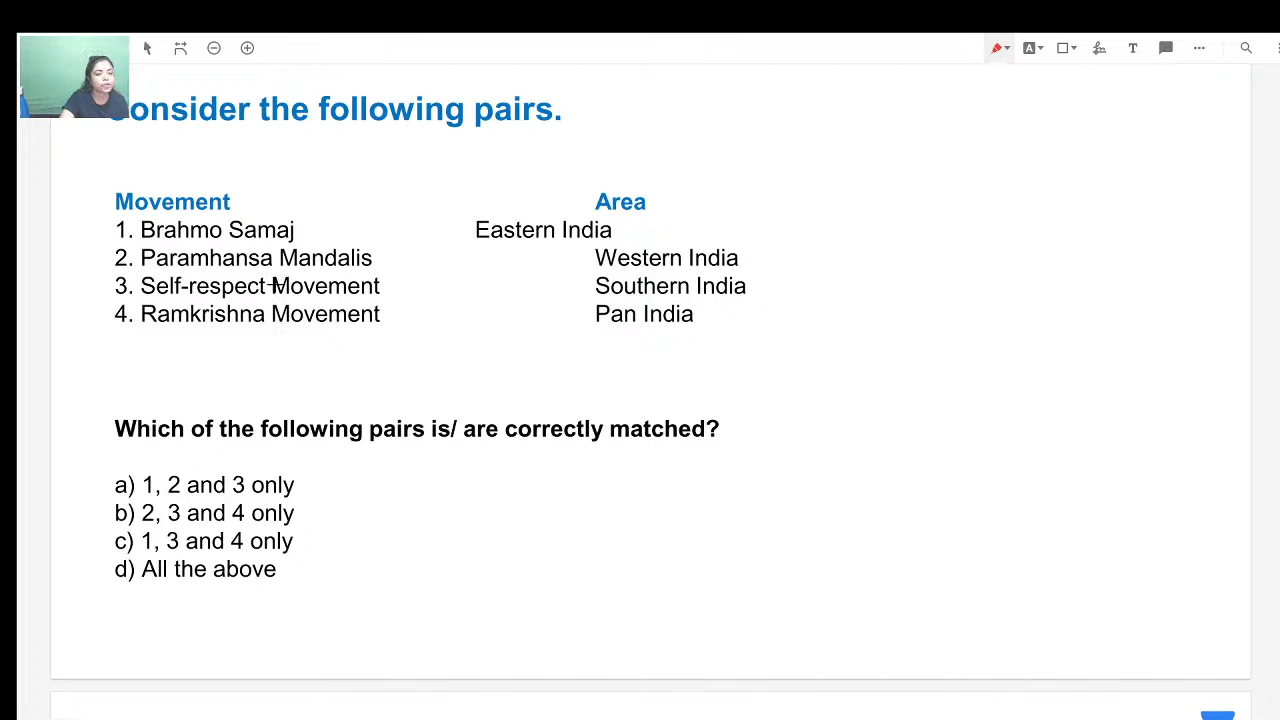 onsider the following pairs.
Movement Area
1. Brahmo Samaj Eastern India
2. Paramhansa Mandalis Western India
3. Self-respect Movement Southern India
4. Ramkrishna Movement Pan India
Which of the following pairs is/ are correctly matched?
a) 1, 2 and 3 only
b) 2, 3 and 4 only
c) 1, 3 and 4 only
d) All the above